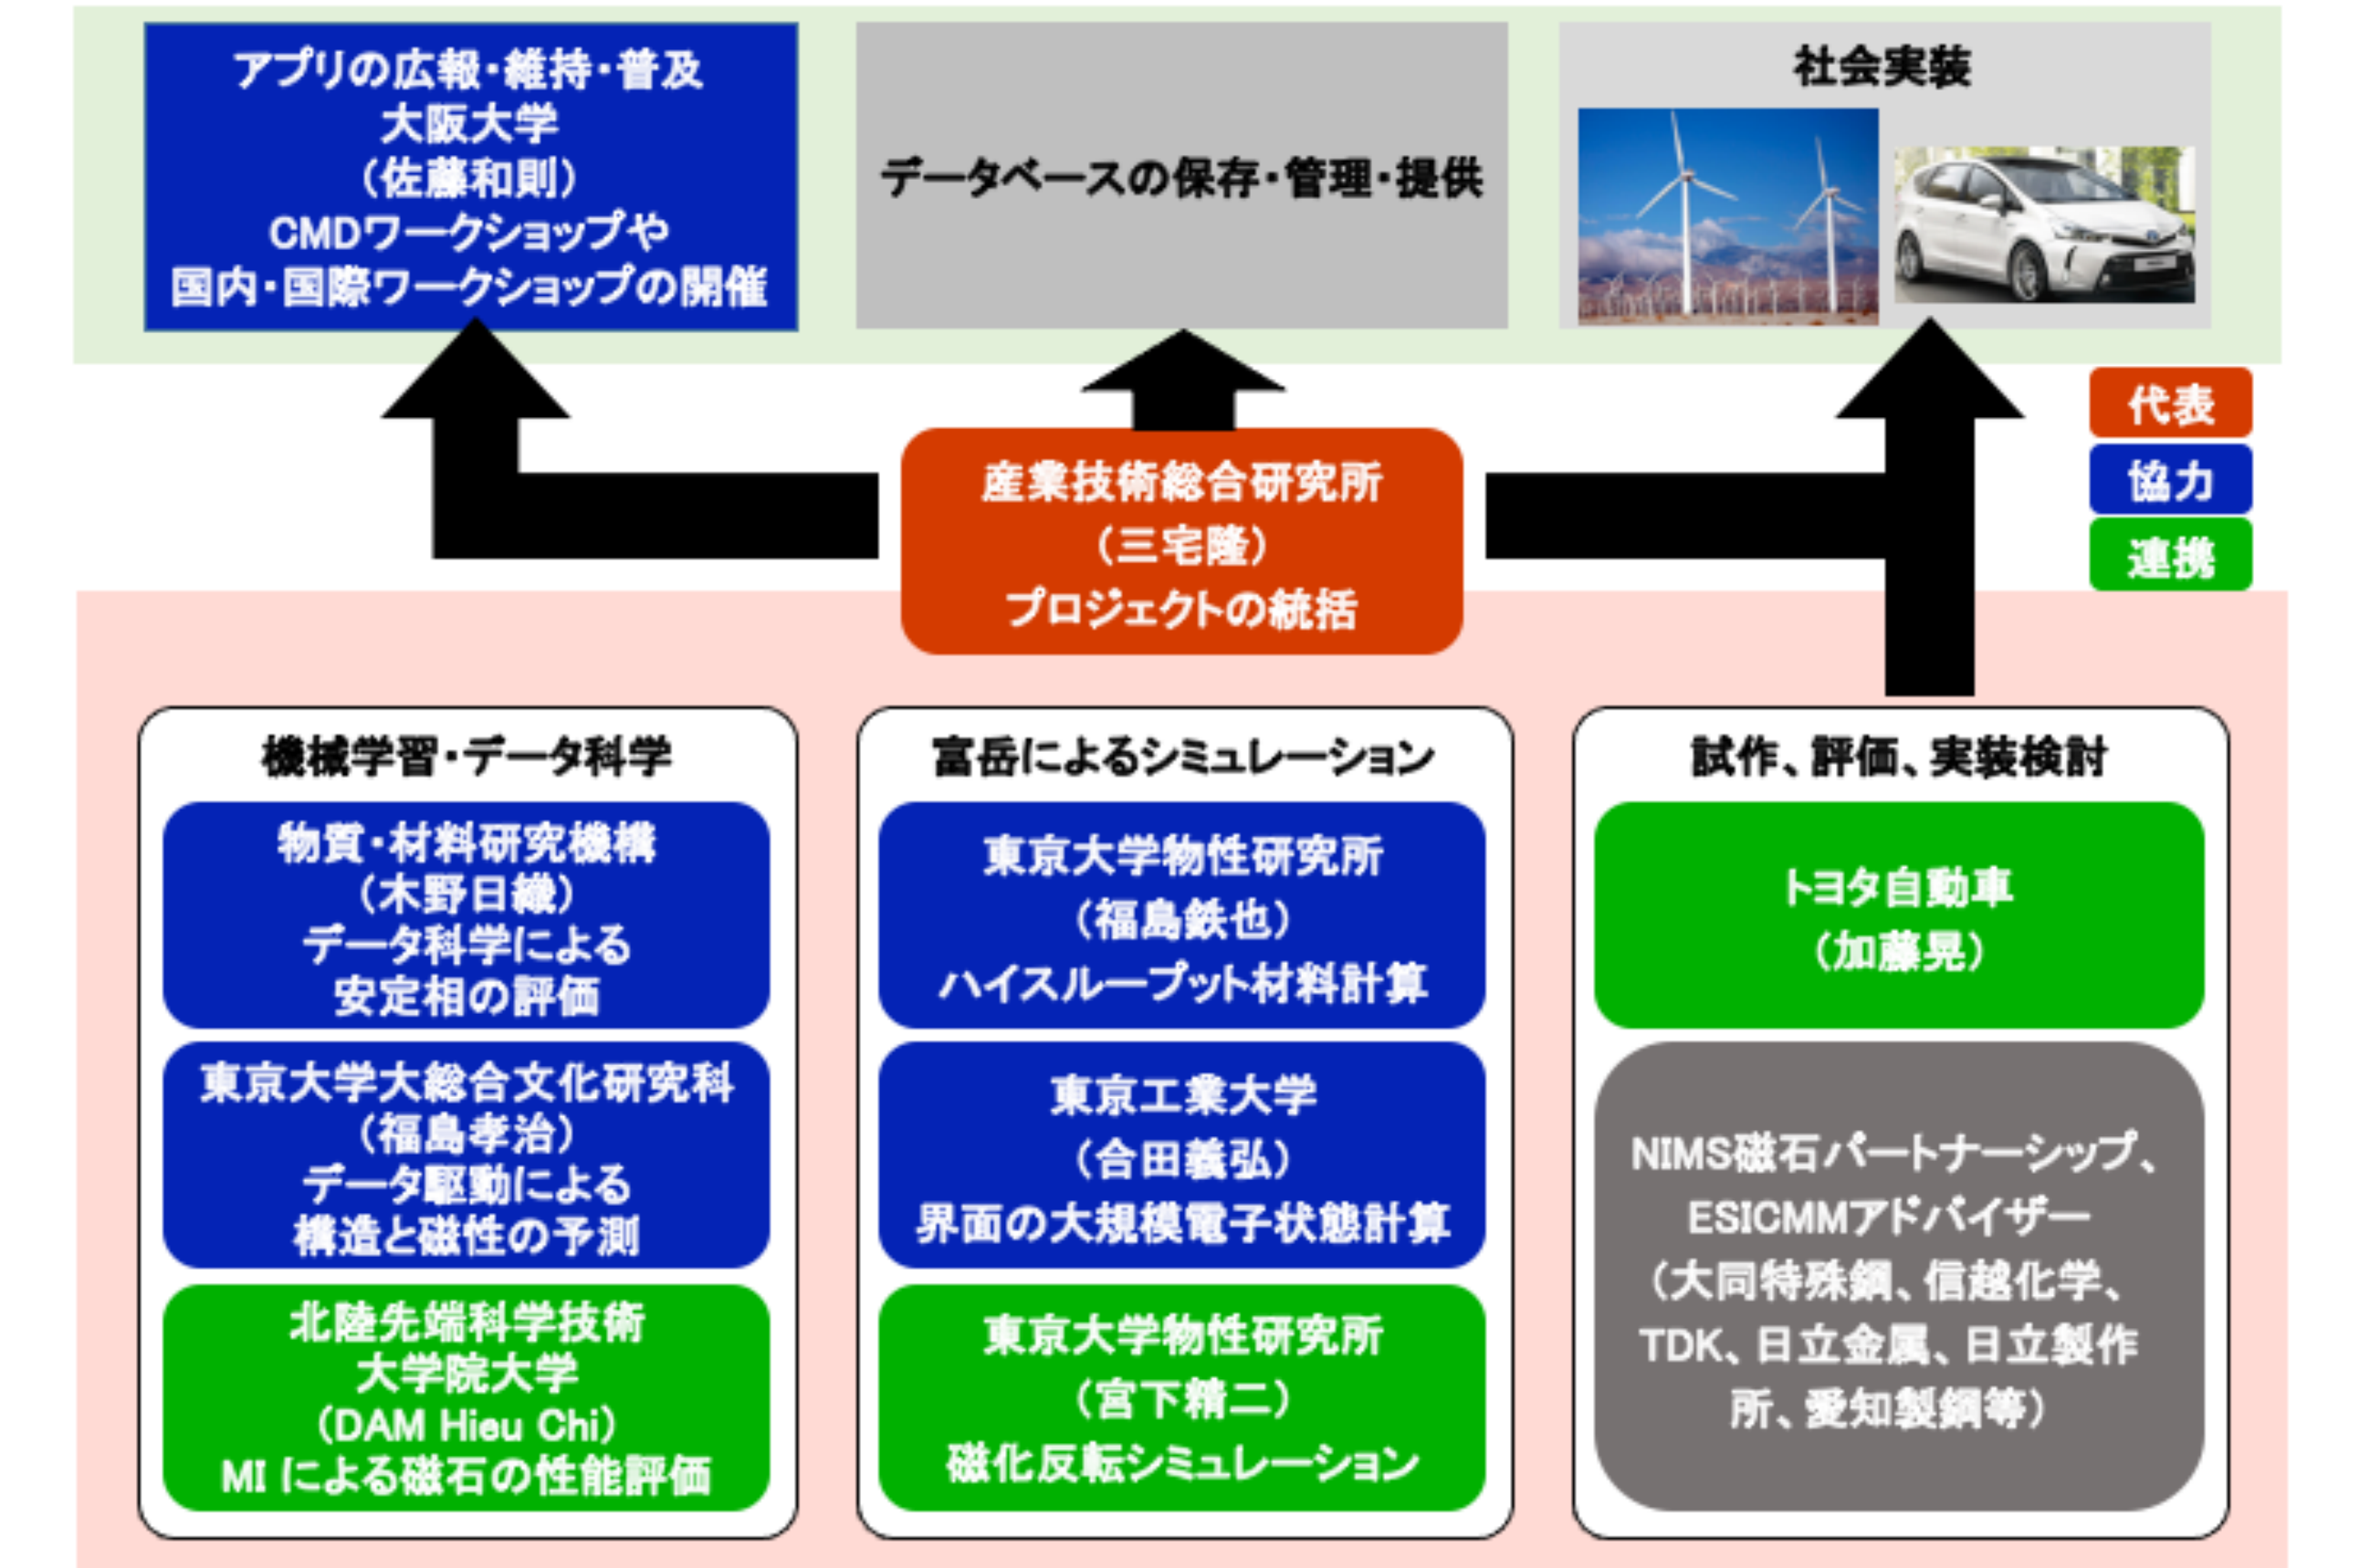 アプリの広報・維持・普及
大阪大学
（佐藤和則）
CMDワークショップや
国内・国際ワークショップの開催
データベースの保存・管理・提供
社会実装
代表
協力
連携
産業技術総合研究所
（三宅隆）
プロジェクトの統括
機械学習・データ科学
物質・材料研究機構
（木野日織）
データ科学による
安定相の評価
東京大学大総合文化研究科
（福島孝治）
データ駆動による
構造と磁性の予測
北陸先端科学技術
大学院大学
（DAM Hieu Chi）
MI による磁石の性能評価
富岳によるシミュレーション
東京大学物性研究所
（福島鉄也）
ハイスループット材料計算
東京工業大学
（合田義弘）
界面の大規模電子状態計算
東京大学物性研究所
（宮下精二）
磁化反転シミュレーション
試作、評価、実装検討
トヨタ自動車
（加藤晃）
NIMS磁石パートナーシップ、
ESICMMアドバイザー
（大同特殊鋼、信越化学、
TDK、日立金属、日立製作
所、愛知製鋼等）